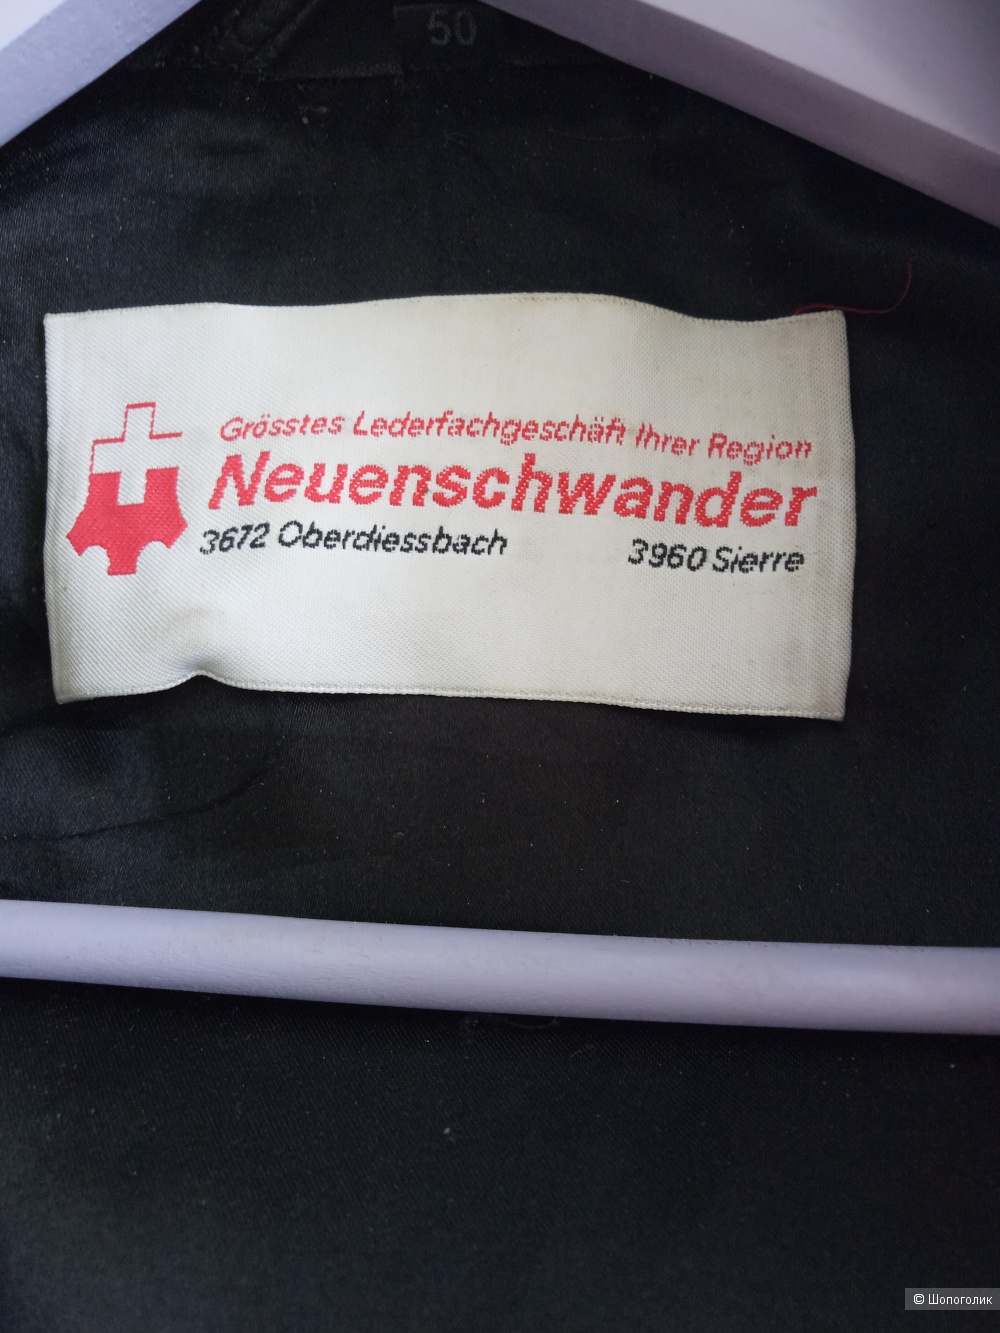 50
Grösstes Lederfachgeschäft Ihrer Region
Neuenschwander
3672 Oberdiessbach 3960 Sierre
© Шопоголик